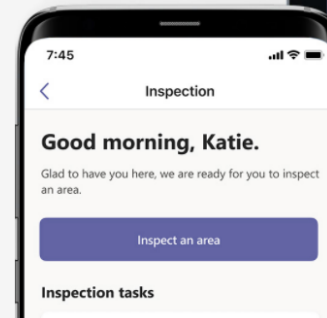 7:45
Inspection
Good morning, Katie.
Glad to have you here, we are ready for you to inspect
an area.
Inspect an area
Inspection tasks